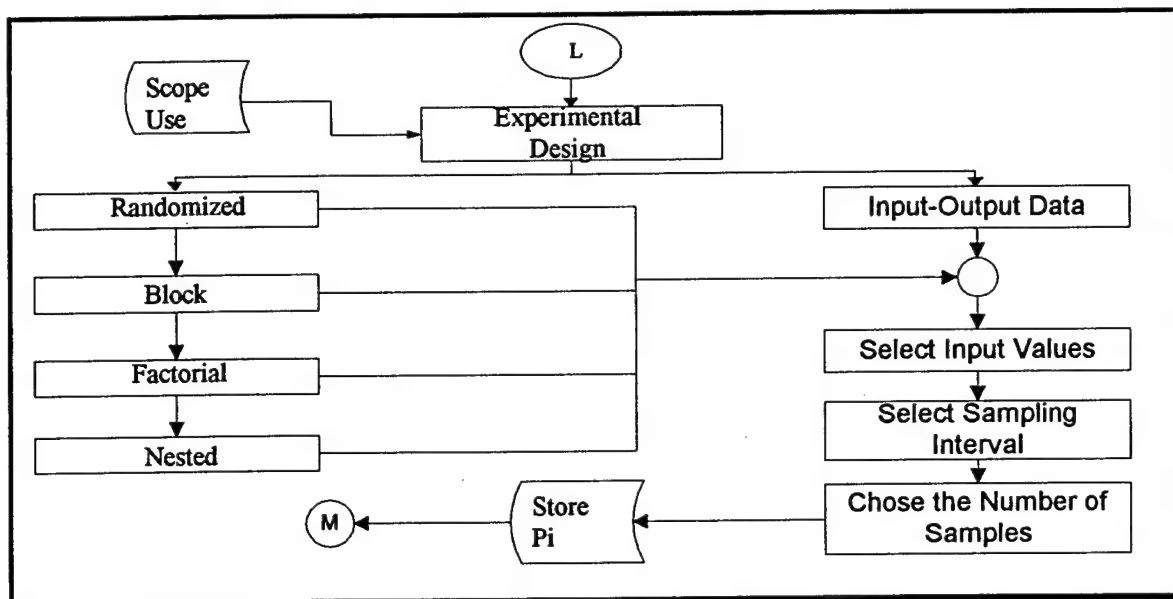 L
Scope
Use
Experimental
Design
Randomized
Input-Output Data
Block
Select Input Values
Factorial
Select Sampling
Interval
Nested
Chose the Number of
Samples
Store
Pi
M